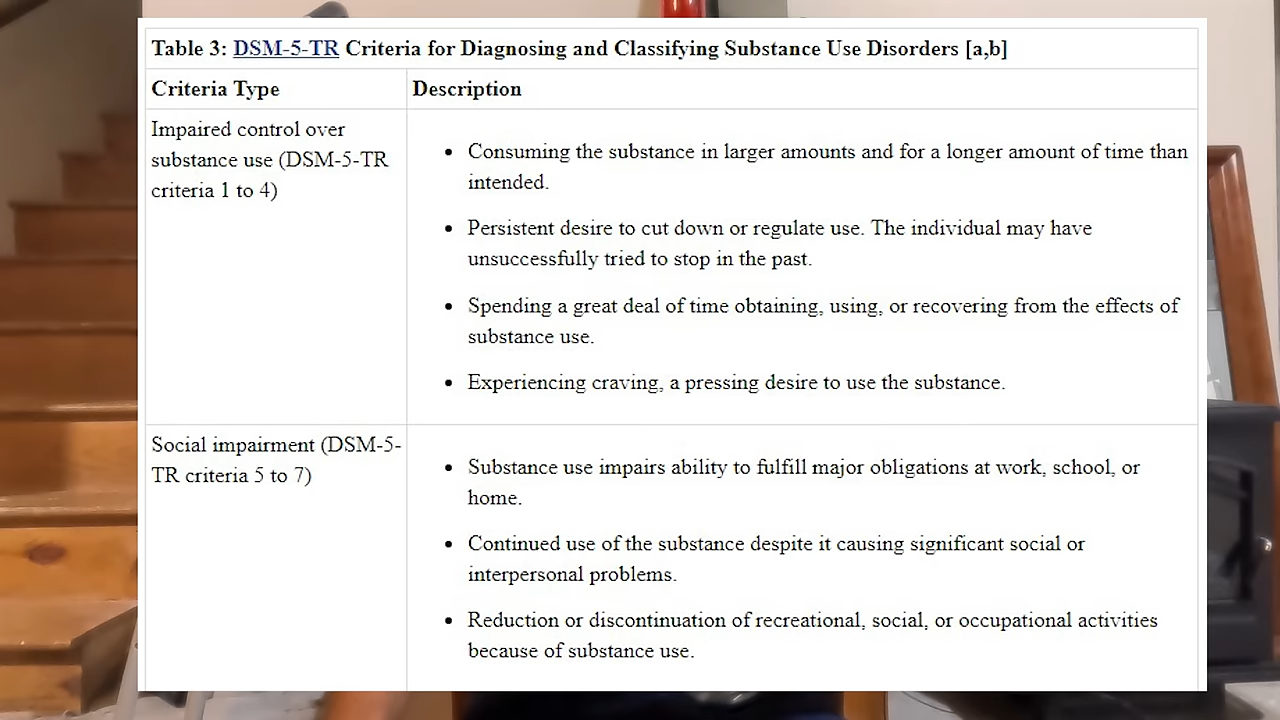 Table 3: DSM-5-TR Criteria for Diagnosing and Classifying Substance Use Disorders [a,b]
Criteria Type
Description
Impaired control over
substance use (DSM-5-TR
criteria 1 to 4)
• Consuming the substance in larger amounts and for a longer amount of time than
intended.
• Persistent desire to cut down or regulate use. The individual may have
unsuccessfully tried to stop in the past.
• Spending a great deal of time obtaining, using, or recovering from the effects of
substance use.
• Experiencing craving, a pressing desire to use the substance.
Social impairment (DSM-5-
TR criteria 5 to 7)
• Substance use impairs ability to fulfill major obligations at work, school, or
home.
• Continued use of the substance despite it causing significant social or
interpersonal problems.
• Reduction or discontinuation of recreational, social, or occupational activities
because of substance use.